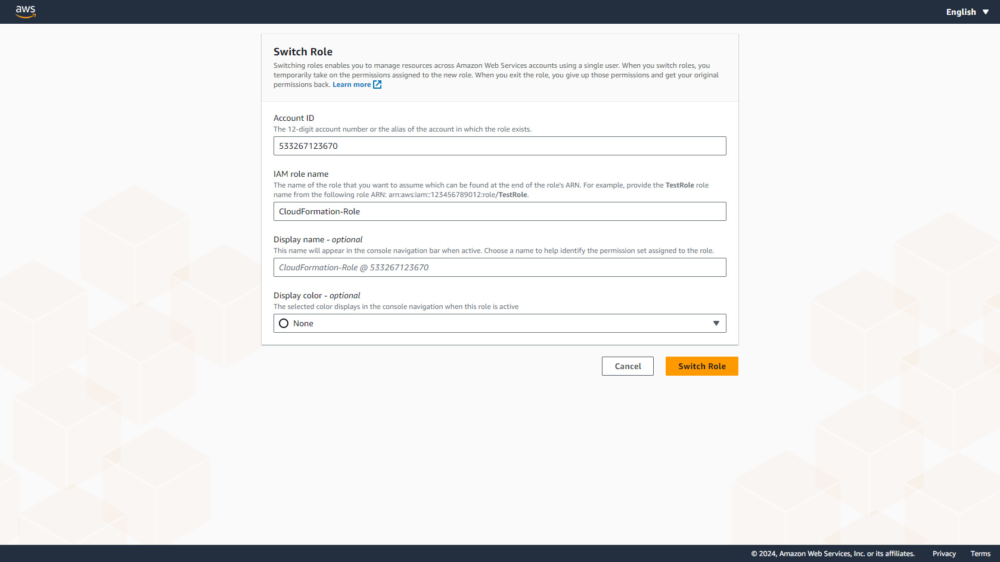 aws
English
Switch Role
Switching roles enables you to manage resources across Amazon Web Services accounts using a single user. When you switch roles, you
temporarily take on the permissions assigned to the new role. When you exit the role, you give up those permissions and get your original
permissions back. Learn more
Account ID
The 12-digit account number or the alias of the account in which the role exists.
533267123670
IAM role name
The name of the role that you want to assume which can be found at the end of the role's ARN. For example, provide the TestRole role
name from the following role ARN: arn:aws:iam::123456789012:role/TestRole.
CloudFormation-Role
Display name - optional
This name will appear in the console navigation bar when active. Choose a name to help identify the permission set assigned to the role.
CloudFormation-Role @ 533267123670
Display color - optional
The selected color displays in the console navigation when this role is active
None
Cancel
Switch Role
© 2024, Amazon Web Services, Inc. or its affiliates.
Privacy
Terms